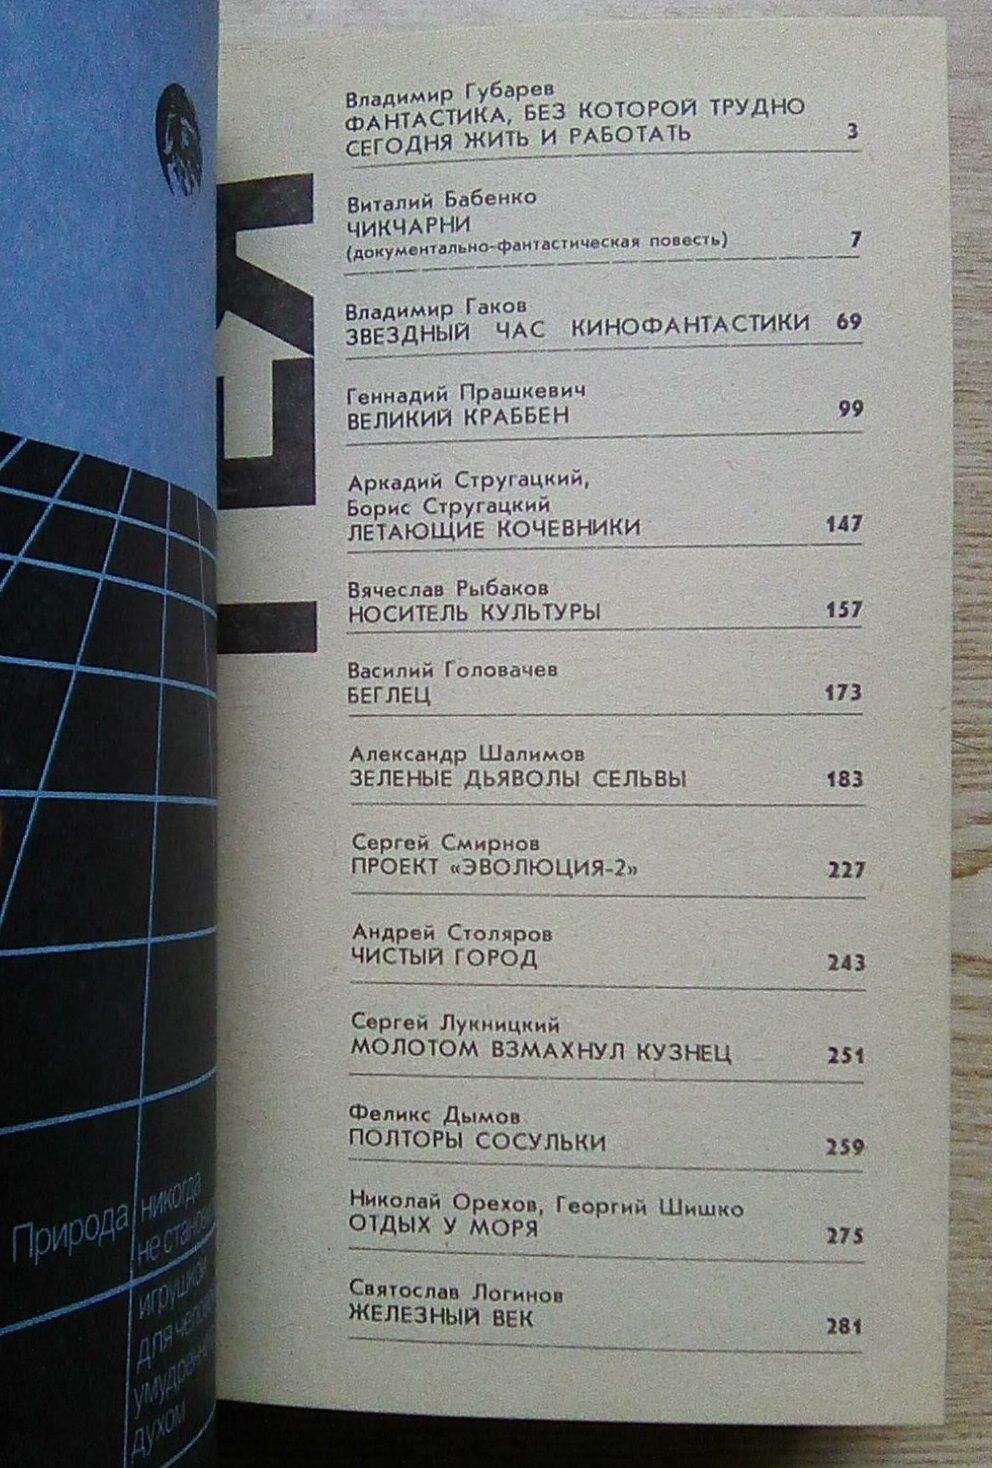 Владимир Губарев
ФАНТАСТИКА, БЕЗ КОТОРОЙ ТРУДНО
СЕГОДНЯ ЖИТЬ И РАБОТАТЬ 3
Виталий Бабенко
ЧИКЧАРНИ
(документально-фантастическая повесть) 7
Владимир Гаков
ЗВЕЗДНЫЙ ЧАС КИНОФАНТАСТИКИ 69
Геннадий Прашкевич
ВЕЛИКИЙ КРАББЕН 99
Аркадий Стругацкий,
Борис Стругацкий
ЛЕТАЮЩИЕ КОЧЕВНИКИ 147
Вячеслав Рыбаков
НОСИТЕЛЬ КУЛЬТУРЫ 157
Василий Головачев
БЕГЛЕЦ 173
Александр Шалимов
ЗЕЛЕНЫЕ ДЬЯВОЛЫ СЕЛЬВЫ 183
Сергей Смирнов
ПРОЕКТ «ЭВОЛЮЦИЯ-2» 227
Андрей Столяров
ЧИСТЫЙ ГОРОД 243
Сергей Лукницкий
МОЛОТОМ ВЗМАХНУЛ КУЗНЕЦ 251
Феликс Дымов
ПОЛТОРЫ СОСУЛЬКИ 259
Николай Орехов, Георгий Шишко
ОТДЫХ У МОРЯ 275
Святослав Логинов
ЖЕЛЕЗНЫЙ ВЕК 281
Природа никогда
не
игрушкой
для
духом